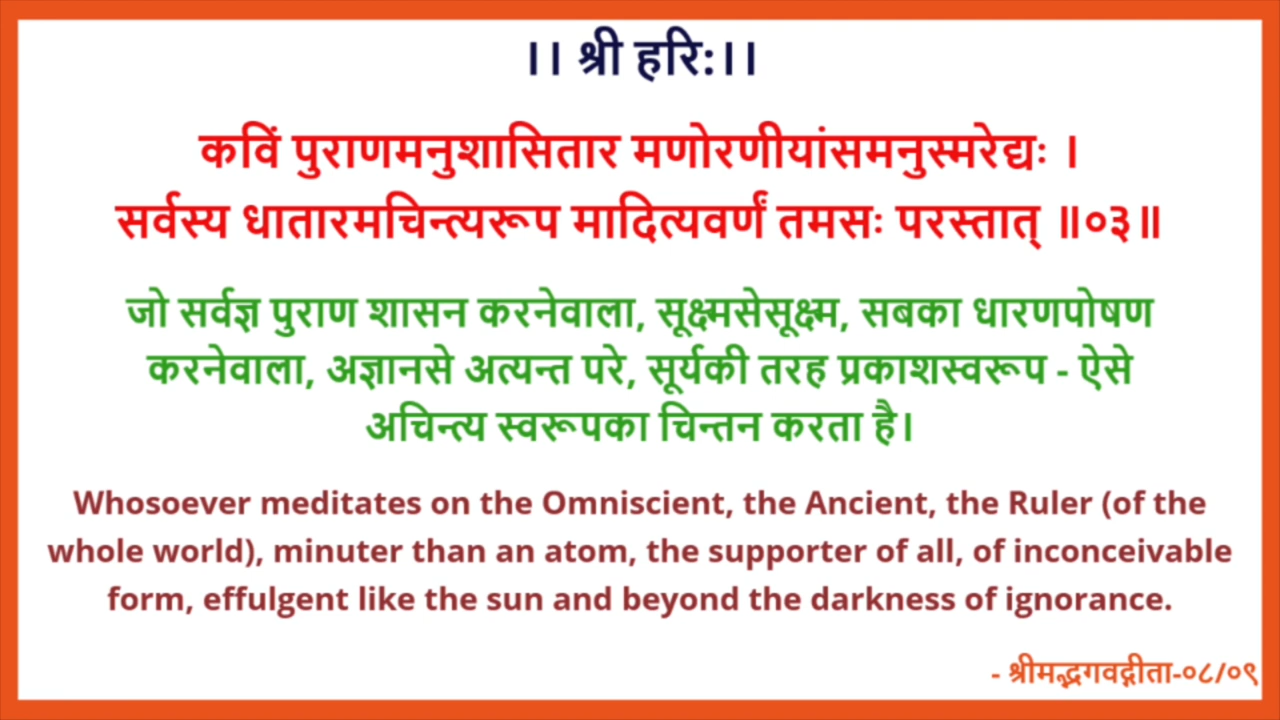 ।। श्री हरि:।।
कविं पुराणमनुशासितार मणोरणीयांसमनुस्मरेद्यः ।
सर्वस्य धातारमचिन्त्यरूप मादित्यवर्णं तमसः परस्तात् ॥०३॥
जो सर्वज्ञ पुराण शासन करनेवाला, सूक्ष्मसेसूक्ष्म, सबका धारणपोषण
करनेवाला, अज्ञानसे अत्यन्त परे, सूर्यकी तरह प्रकाशस्वरूप - ऐसे
अचिन्त्य स्वरूपका चिन्तन करता है।
Whosoever meditates on the Omniscient, the Ancient, the Ruler (of the
whole world), minuter than an atom, the supporter of all, of inconceivable
form, effulgent like the sun and beyond the darkness of ignorance.
- श्रीमद्भगवद्गीता-०८/०९